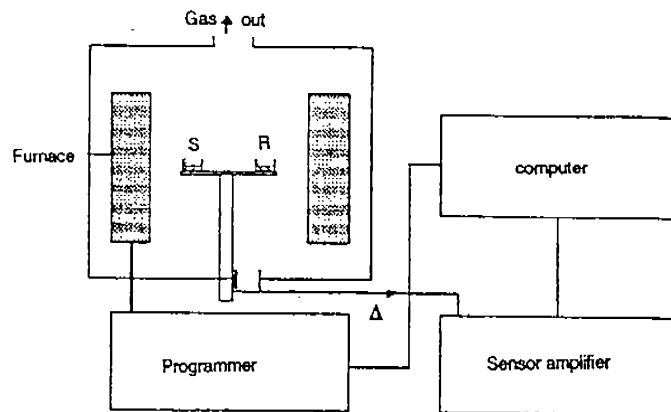 Gas out
S R
Furnace
computer
Δ
Programmer
Sensor amplifier